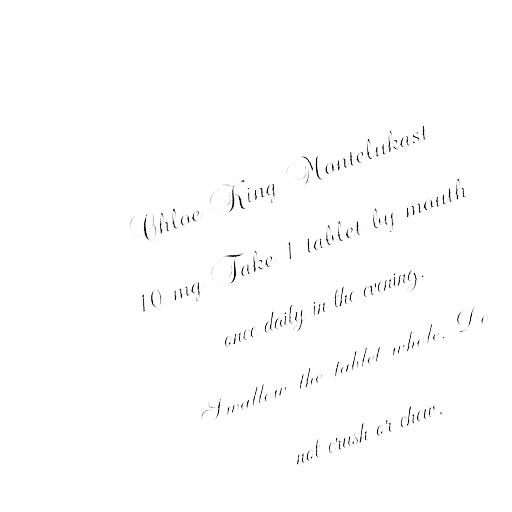 Chloe King Montelukast
10 mg Take 1 tablet by mouth
once daily in the evening.
Swallow the tablet whole. Do
not crush or chew.